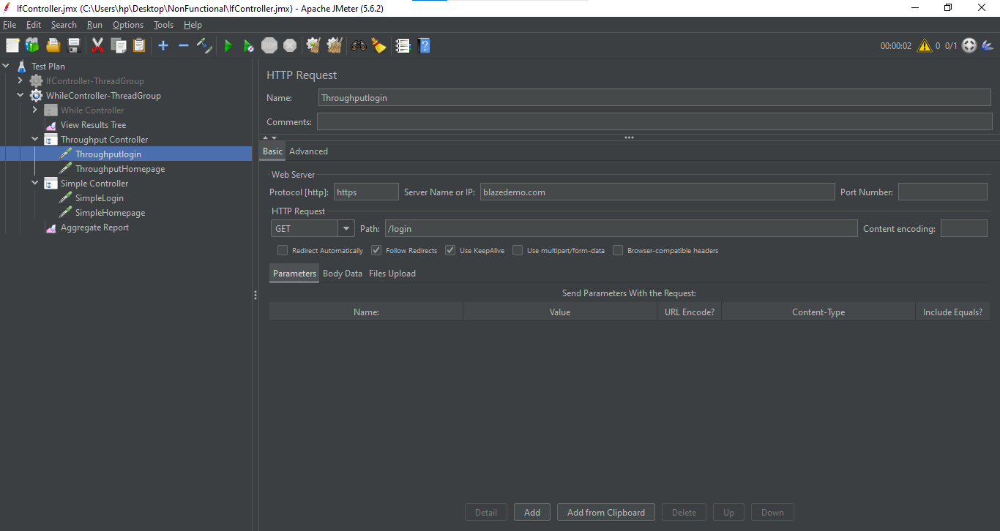 IfController.jmx (C:\Users\hp\Desktop\NonFunctional\IfController.jmx) - Apache JMeter (5.6.2)
File Edit Search Run Options Tools Help
STOP
00:00:02 0 0/1
Test Plan
IfController-ThreadGroup
WhileController-ThreadGroup
While Controller
View Results Tree
Throughput Controller
Throughputlogin
ThroughputHomepage
Simple Controller
SimpleLogin
SimpleHomepage
Aggregate Report
HTTP Request
Name: Throughputlogin
Comments:
Basic Advanced
Web Server
Protocol [http]: https Server Name or IP: blazedemo.com Port Number:
HTTP Request
GET Path: /login Content encoding:
Redirect Automatically Follow Redirects Use KeepAlive Use multipart/form-data Browser-compatible headers
Parameters Body Data Files Upload
Send Parameters With the Request:
Name: Value URL Encode? Content-Type Include Equals?
Detail Add Add from Clipboard Delete Up Down